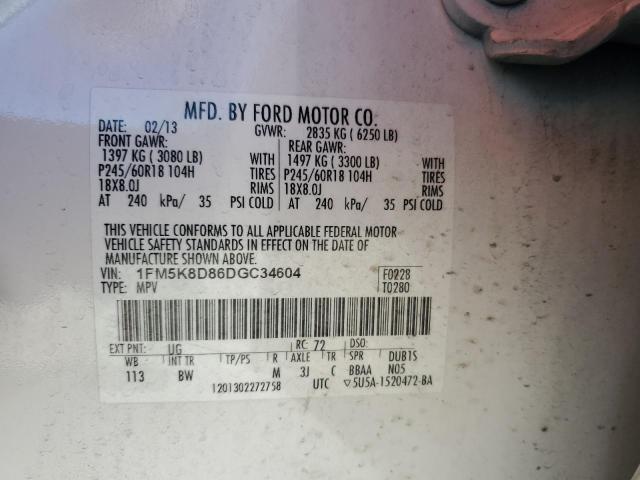 MFD. BY FORD MOTOR CO.
DATE: 02/13 GVWR: 2835 KG ( 6250 LB)
FRONT GAWR: REAR GAWR:
1397 KG ( 3080 LB) WITH 1497 KG ( 3300 LB) WITH
P245/60R18 104H TIRES P245/60R18 104H TIRES
18X8.0J RIMS 18X8.0J RIMS
AT 240 kPa/ 35 PSI COLD AT 240 kPa/ 35 PSI COLD
THIS VEHICLE CONFORMS TO ALL APPLICABLE FEDERAL MOTOR
VEHICLE SAFETY STANDARDS IN EFFECT ON THE DATE OF
MANUFACTURE SHOWN ABOVE.
VIN: 1FM5K8D86DGC34604 F0228
TYPE: MPV T0280
EXT PNT: UG RC: 72 DSO:
WB INT TR TP/PS R AXLE TR SPR DUB1S
113 BW M 3J C BBAA N05
1201302272758 UTC ▽5U5A-1520472-BA